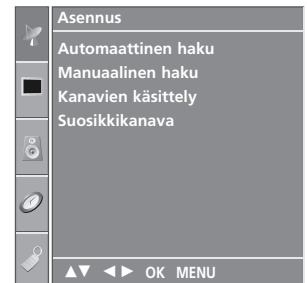 Asennus
Automaattinen haku
Manuaalinen haku
Kanavien käsittely
Suosikkikanava
▲▼ ◄► OK MENU